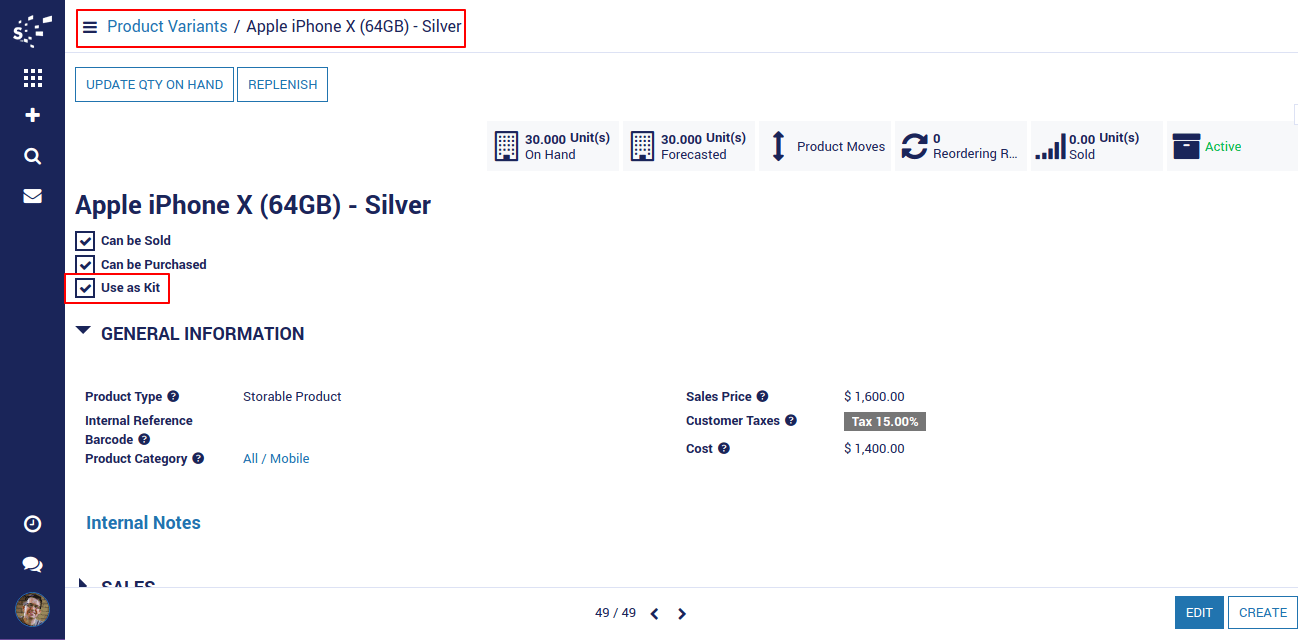 S
Product Variants / Apple iPhone X (64GB) - Silver
UPDATE QTY ON HAND
REPLENISH
30.000 Unit(s)
On Hand
30.000 Unit(s)
Forecasted
Product Moves
0
Reordering R...
0.00 Unit(s)
Sold
Active
Apple iPhone X (64GB) - Silver
Can be Sold
Can be Purchased
Use as Kit
GENERAL INFORMATION
Product Type
Storable Product
Internal Reference
Barcode
Product Category
All / Mobile
Sales Price
$ 1,600.00
Customer Taxes
Tax 15.00%
Cost
$ 1,400.00
Internal Notes
SALES
49 / 49
EDIT
CREATE